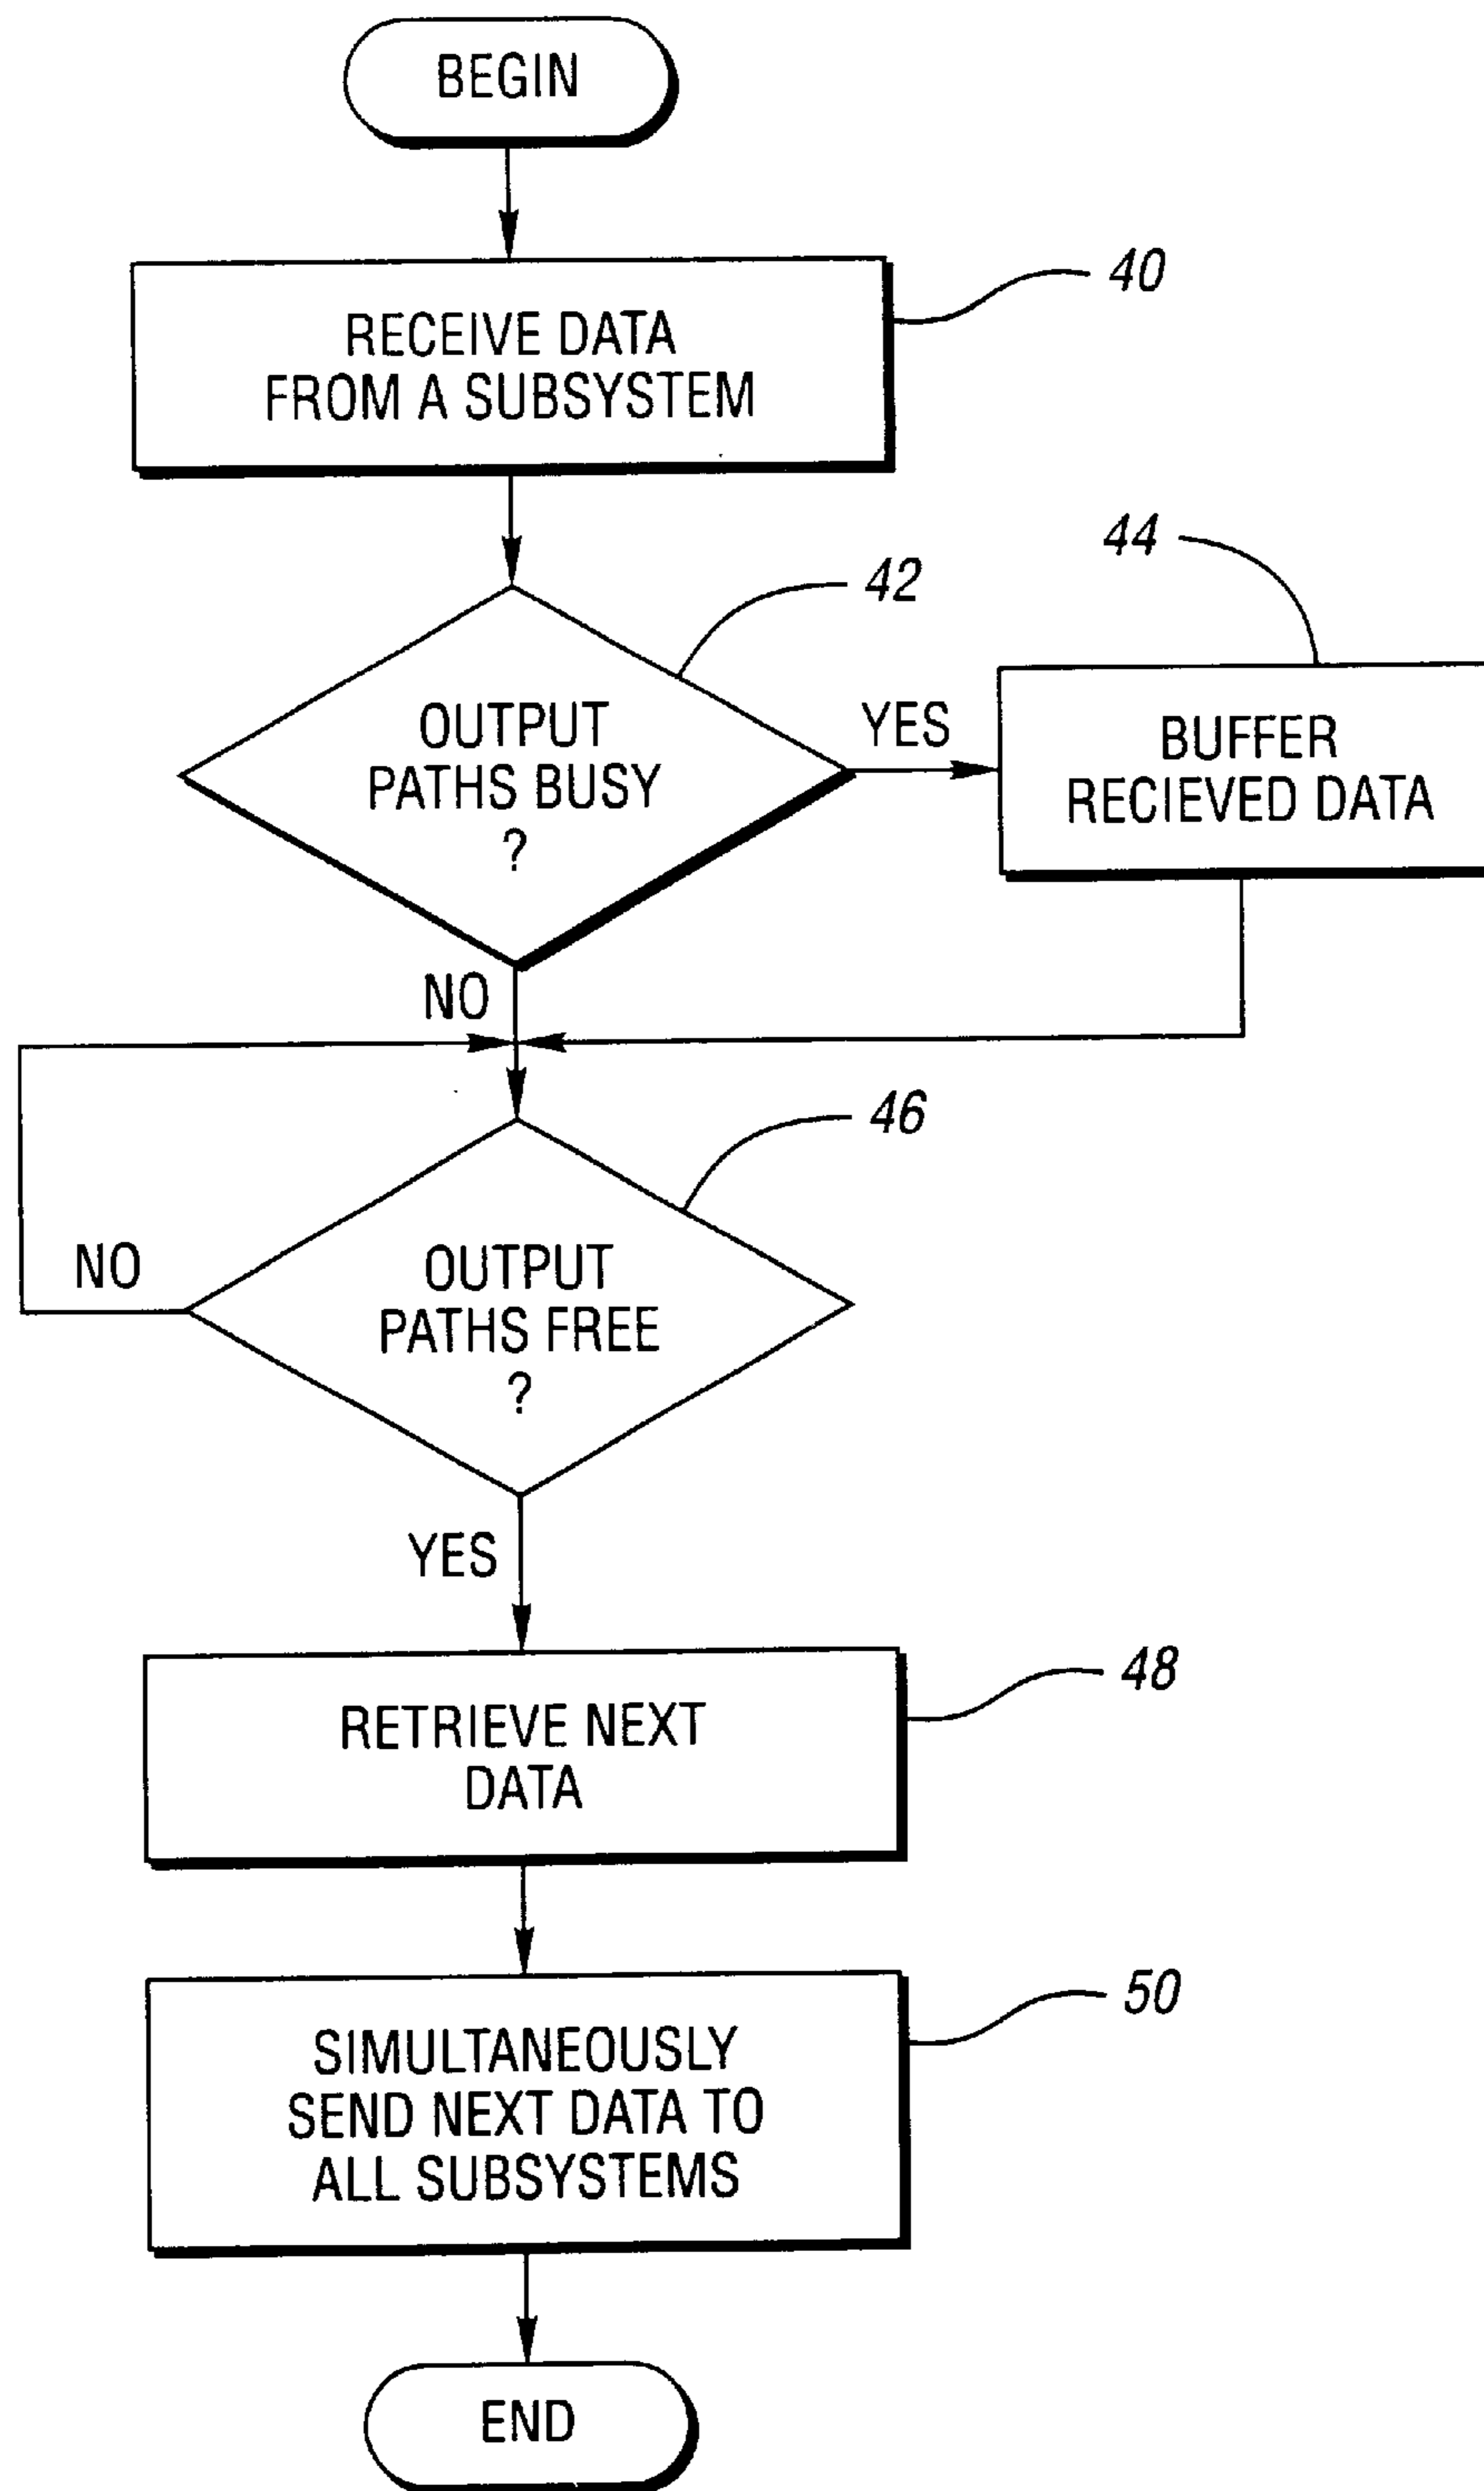 BEGIN
RECEIVE DATA
FROM A SUBSYSTEM
40
OUTPUT
PATHS BUSY
?
42
YES
44
BUFFER
RECIEVED DATA
NO
OUTPUT
PATHS FREE
?
46
NO
YES
RETRIEVE NEXT
DATA
48
SIMULTANEOUSLY
SEND NEXT DATA TO
ALL SUBSYSTEMS
50
END